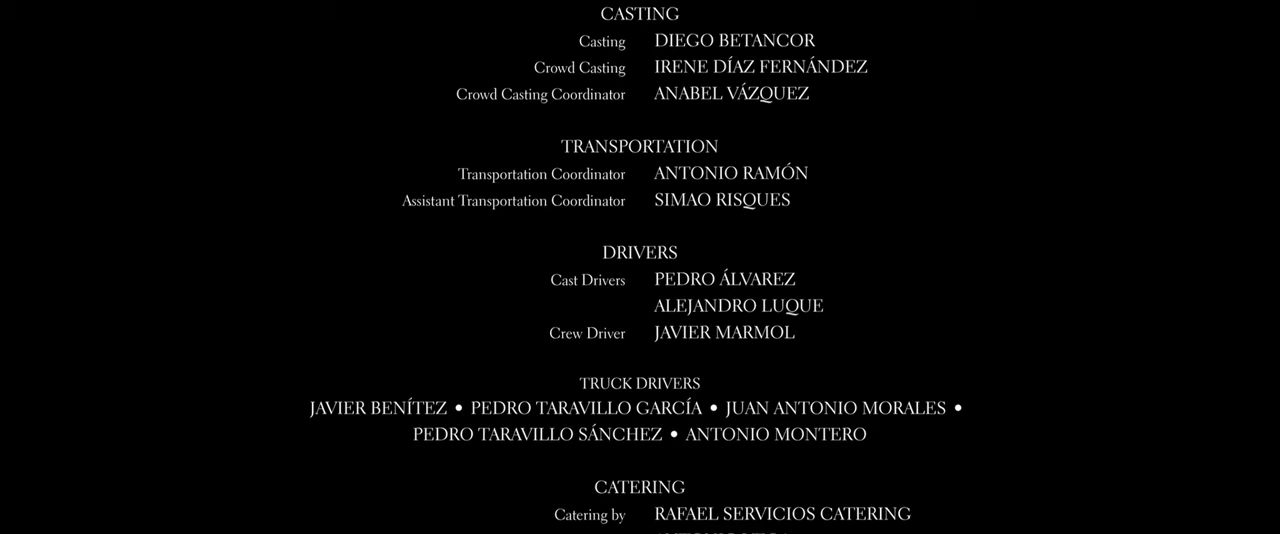 CASTING
Casting DIEGO BETANCOR
Crowd Casting IRENE DÍAZ FERNÁNDEZ
Crowd Casting Coordinator ANABEL VÁZQUEZ
TRANSPORTATION
Transportation Coordinator ANTONIO RAMÓN
Assistant Transportation Coordinator SIMAO RISQUES
DRIVERS
Cast Drivers PEDRO ÁLVAREZ
ALEJANDRO LUQUE
Crew Driver JAVIER MARMOL
TRUCK DRIVERS
JAVIER BENÍTEZ • PEDRO TARAVILLO GARCÍA • JUAN ANTONIO MORALES •
PEDRO TARAVILLO SÁNCHEZ • ANTONIO MONTERO
CATERING
Catering by RAFAEL SERVICIOS CATERING